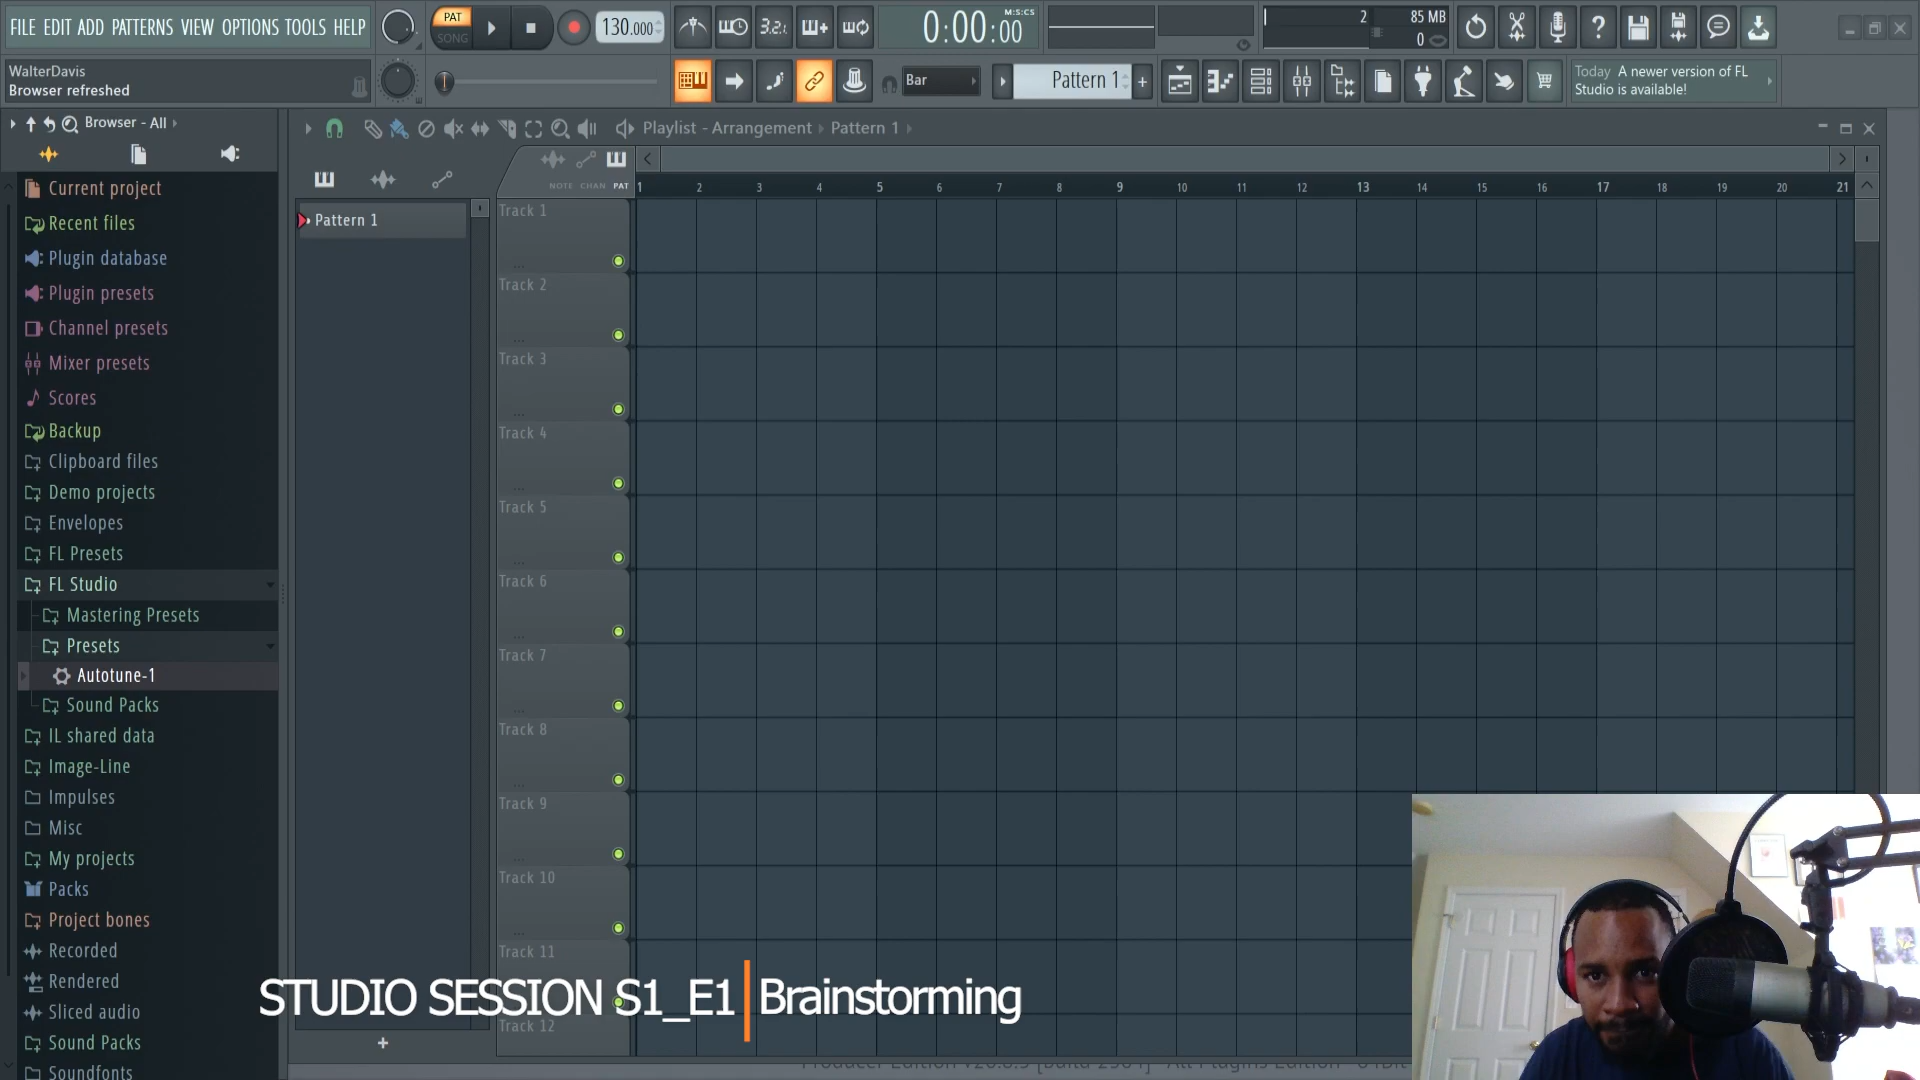 FILE EDIT ADD PATTERNS VIEW OPTIONS TOOLS HELP
PAT
SONG
130.000
3.2.
0:00:00
M:S:CS
2
85 MB
0
WalterDavis
Browser refreshed
Bar
Pattern 1
+
Today A newer version of FL
Studio is available!
Browser - All
Playlist - Arrangement
Pattern 1
NOTE CHAN PAT
1 2 3 4 5 6 7 8 9 10 11 12 13 14 15 16 17 18 19 20 21
Current project
Recent files
Plugin database
Plugin presets
Channel presets
Mixer presets
Scores
Backup
Clipboard files
Demo projects
Envelopes
FL Presets
FL Studio
Mastering Presets
Presets
Autotune-1
Sound Packs
IL shared data
Image-Line
Impulses
Misc
My projects
Packs
Project bones
Recorded
Rendered
Sliced audio
Sound Packs
Soundfonts
Pattern 1
+
Track 1
Track 2
Track 3
Track 4
Track 5
Track 6
Track 7
Track 8
Track 9
Track 10
Track 11
Track 12
STUDIO SESSION S1_E1
Brainstorming